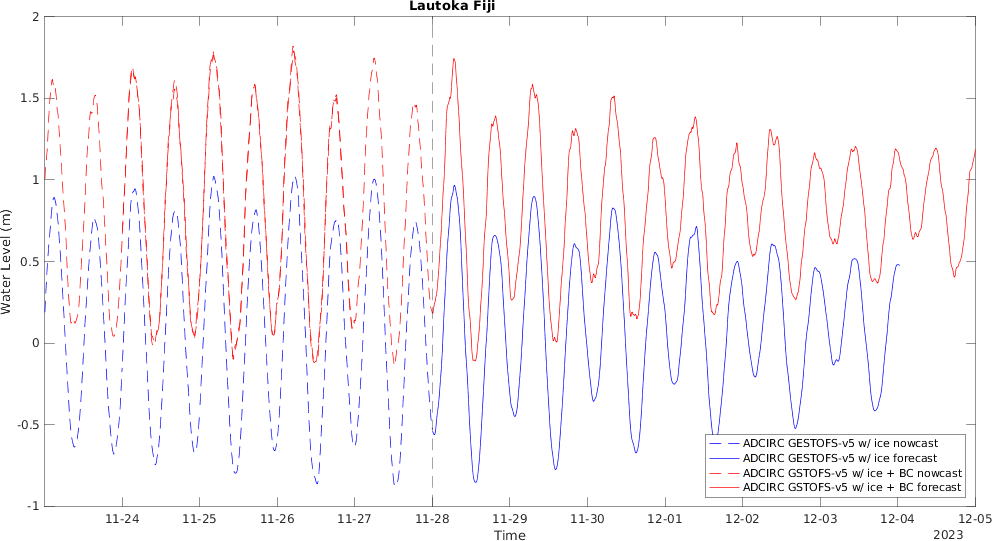 Lautoka Fiji
2
1.5
1
0.5
0
-0.5
-1
Water Level (m)
ADCIRC GESTOFS-v5 w/ ice nowcast
ADCIRC GESTOFS-v5 w/ ice forecast
ADCIRC GSTOFS-v5 w/ ice + BC nowcast
ADCIRC GSTOFS-v5 w/ ice + BC forecast
11-24 11-25 11-26 11-27 11-28 11-29 11-30 12-01 12-02 12-03 12-04 12-05
Time
2023